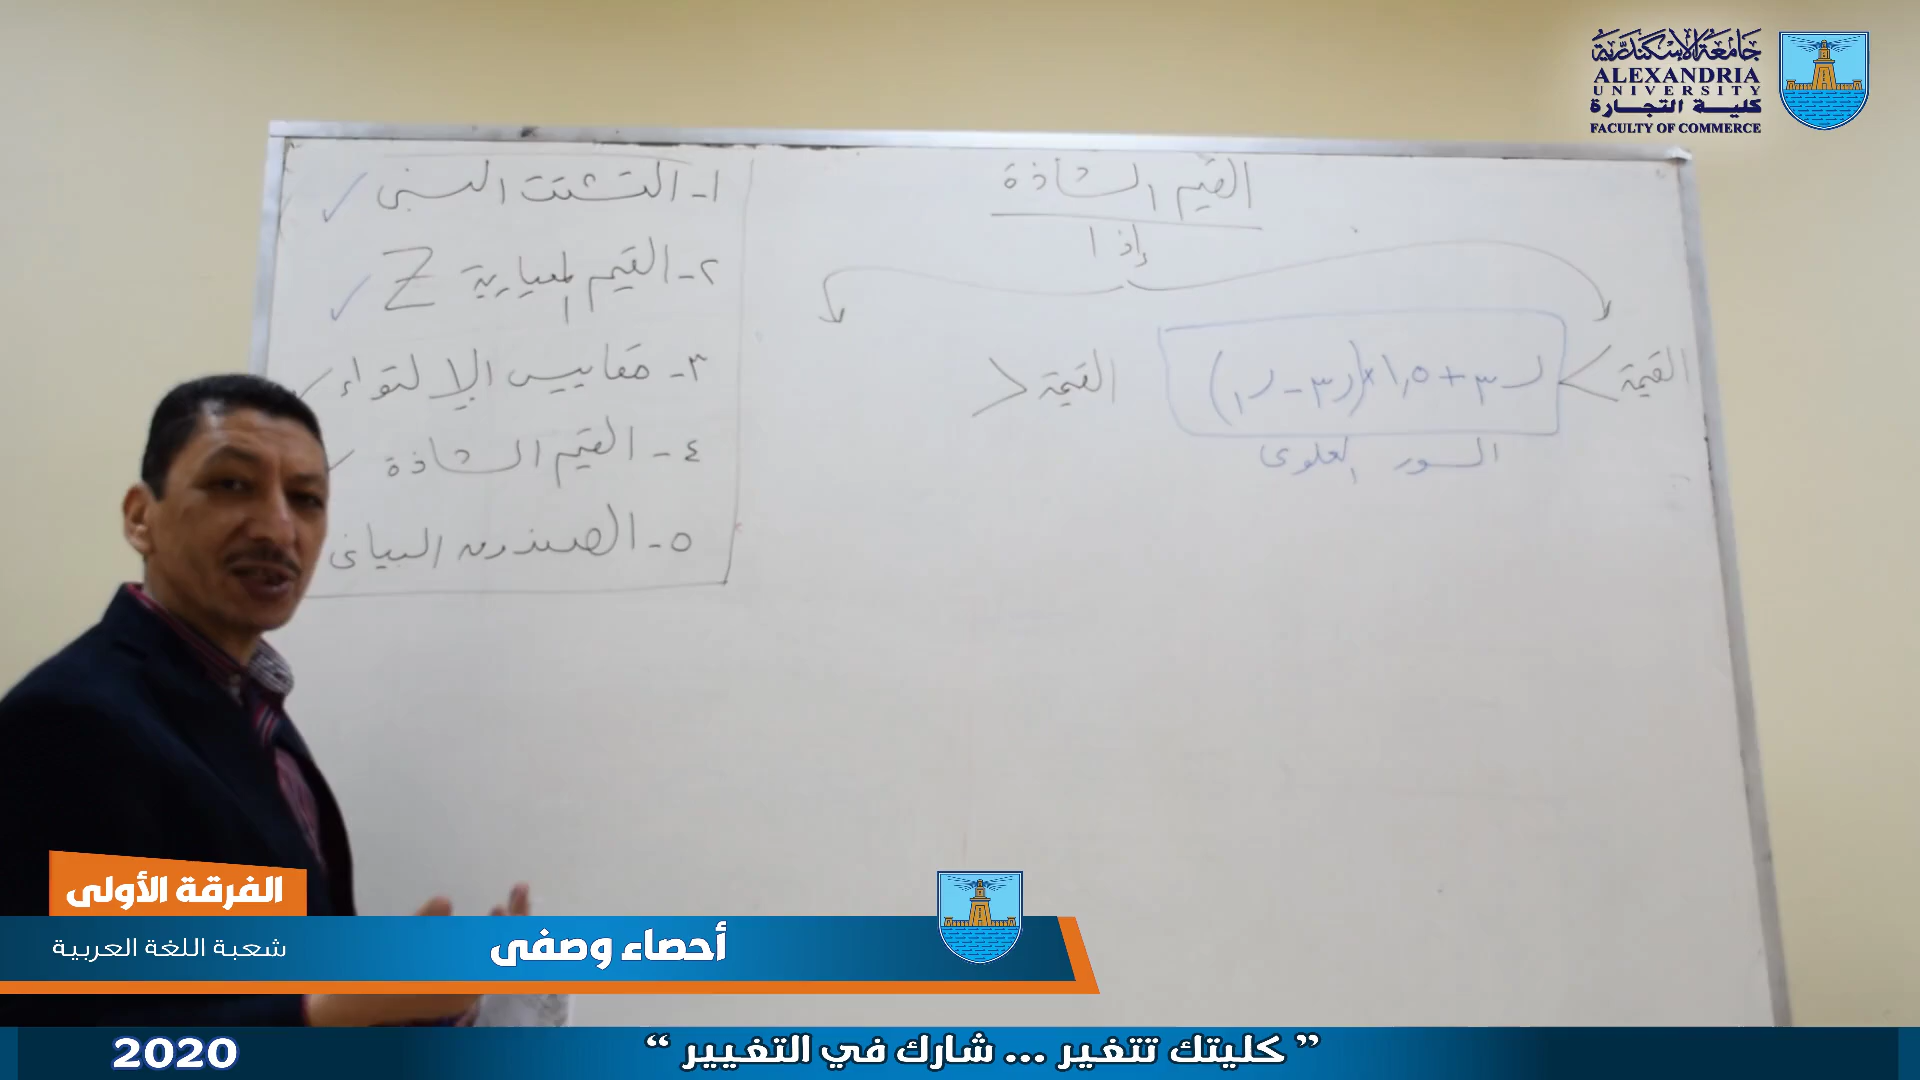 جامعة الإسكندرية
ALEXANDRIA
UNIVERSITY
كلية التجارة
FACULTY OF COMMERCE
القيم الشاذة
إذا
القيمة > ر٣ + ١,٥ × (ر٣ - ر١)
السور العلوى
القيمة <
١- التشتت النسبى ✓
٢- القيم المعيارية Z ✓
٣- مقاييس الإلتواء ✓
٤- القيم الشاذة ✓
٥- الصندوق البيانى
الفرقة الأولى
شعبة اللغة العربية
أحصاء وصفى
2020
” كليتك تتغير ... شارك في التغيير “